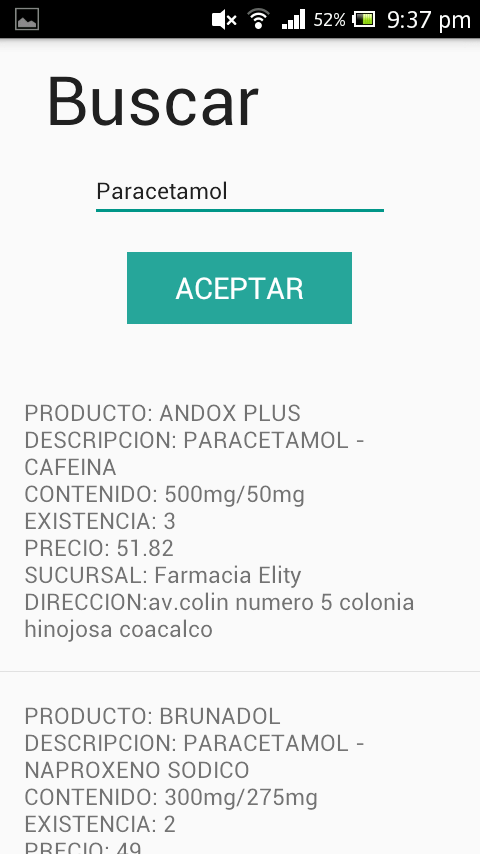 52% 9:37 pm
Buscar
Paracetamol
ACEPTAR
PRODUCTO: ANDOX PLUS
DESCRIPCION: PARACETAMOL -
CAFEINA
CONTENIDO: 500mg/50mg
EXISTENCIA: 3
PRECIO: 51.82
SUCURSAL: Farmacia Elity
DIRECCION:av.colin numero 5 colonia
hinojosa coacalco
PRODUCTO: BRUNADOL
DESCRIPCION: PARACETAMOL -
NAPROXENO SODICO
CONTENIDO: 300mg/275mg
EXISTENCIA: 2
PRECIO: 49